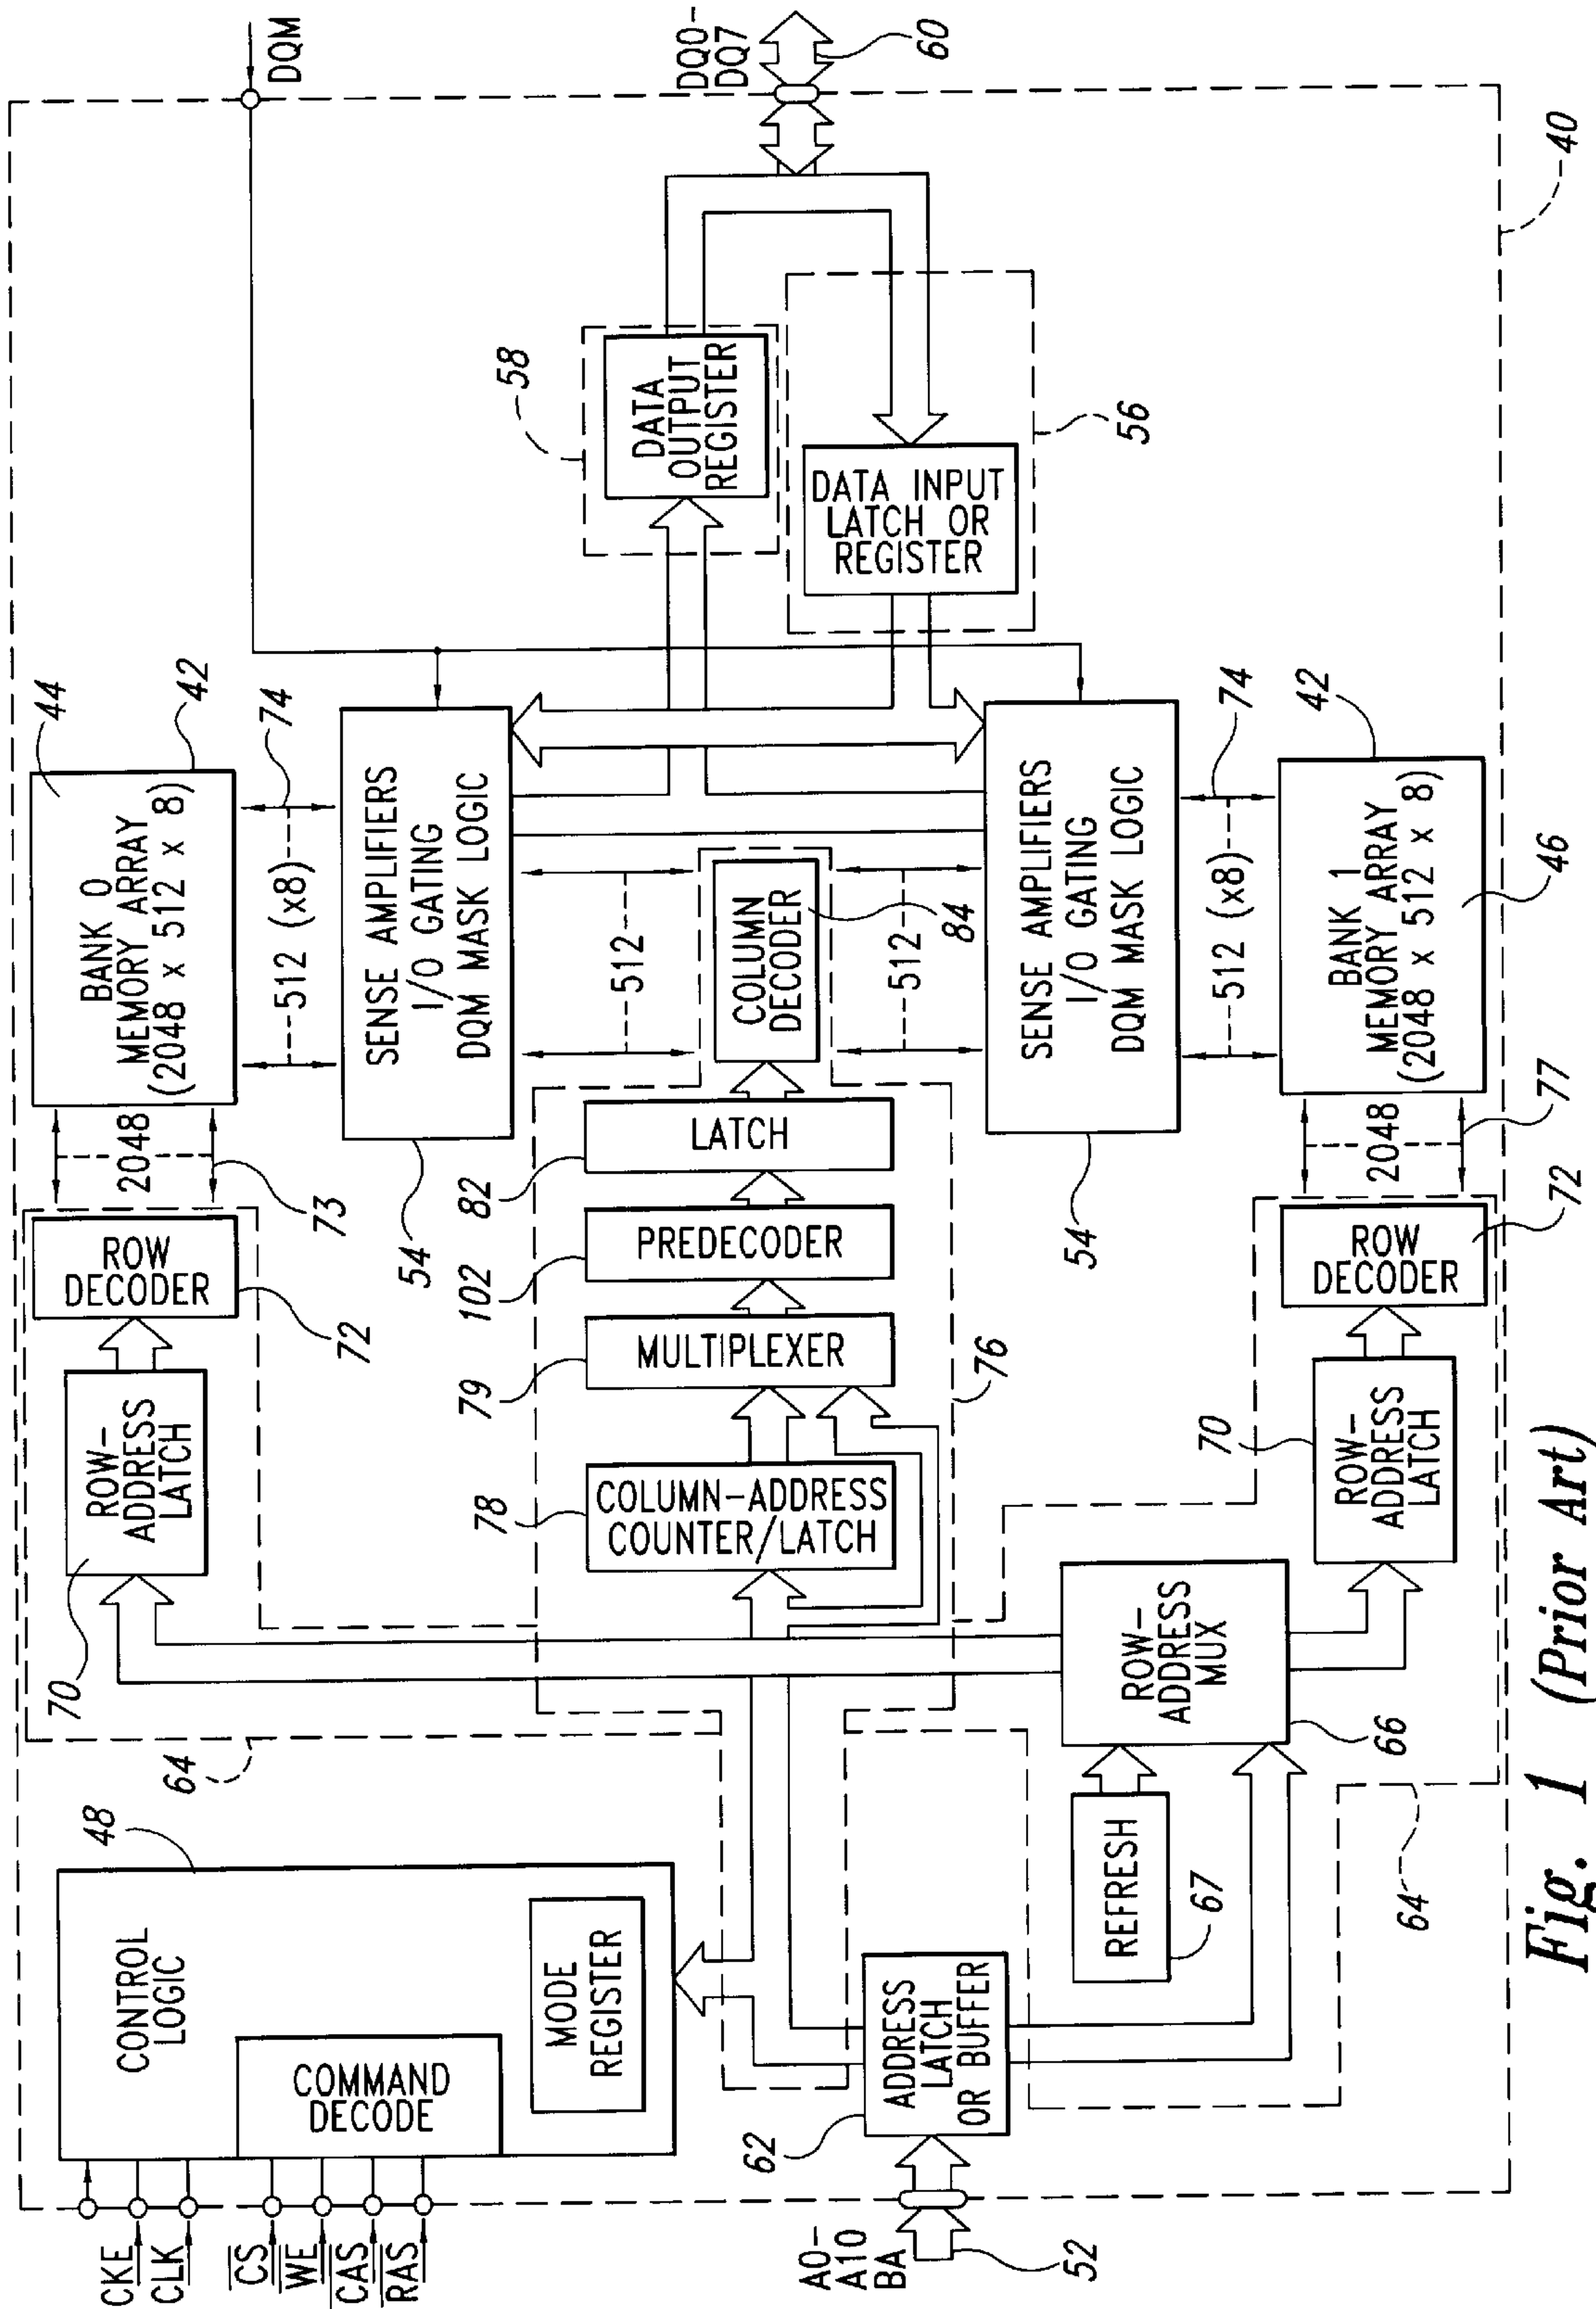 CKE
CLK
CS
WE
CAS
RAS
CONTROL
LOGIC
48
COMMAND
DECODE
MODE
REGISTER
A0-
A10
BA
52
62
ADDRESS
LATCH
OR BUFFER
64
70
ROW-
ADDRESS
LATCH
ROW
DECODER
72
2048
73
BANK 0
MEMORY ARRAY
(2048 x 512 x 8)
44
42
512 (x8)
74
SENSE AMPLIFIERS
I/O GATING
DQM MASK LOGIC
54
512
78
COLUMN-ADDRESS
COUNTER/LATCH
79
MULTIPLEXER
102
PREDECODER
82
LATCH
COLUMN
DECODER
84
76
512
REFRESH
67
ROW-
ADDRESS
MUX
66
70
ROW-
ADDRESS
LATCH
ROW
DECODER
72
64
2048
77
54
SENSE AMPLIFIERS
I/O GATING
DQM MASK LOGIC
512 (x8)
74
42
BANK 1
MEMORY ARRAY
(2048 x 512 x 8)
46
58
DATA
OUTPUT
REGISTER
DATA INPUT
LATCH OR
REGISTER
56
DQM
DQ0-
DQ7
60
40
Fig. 1 (Prior Art)